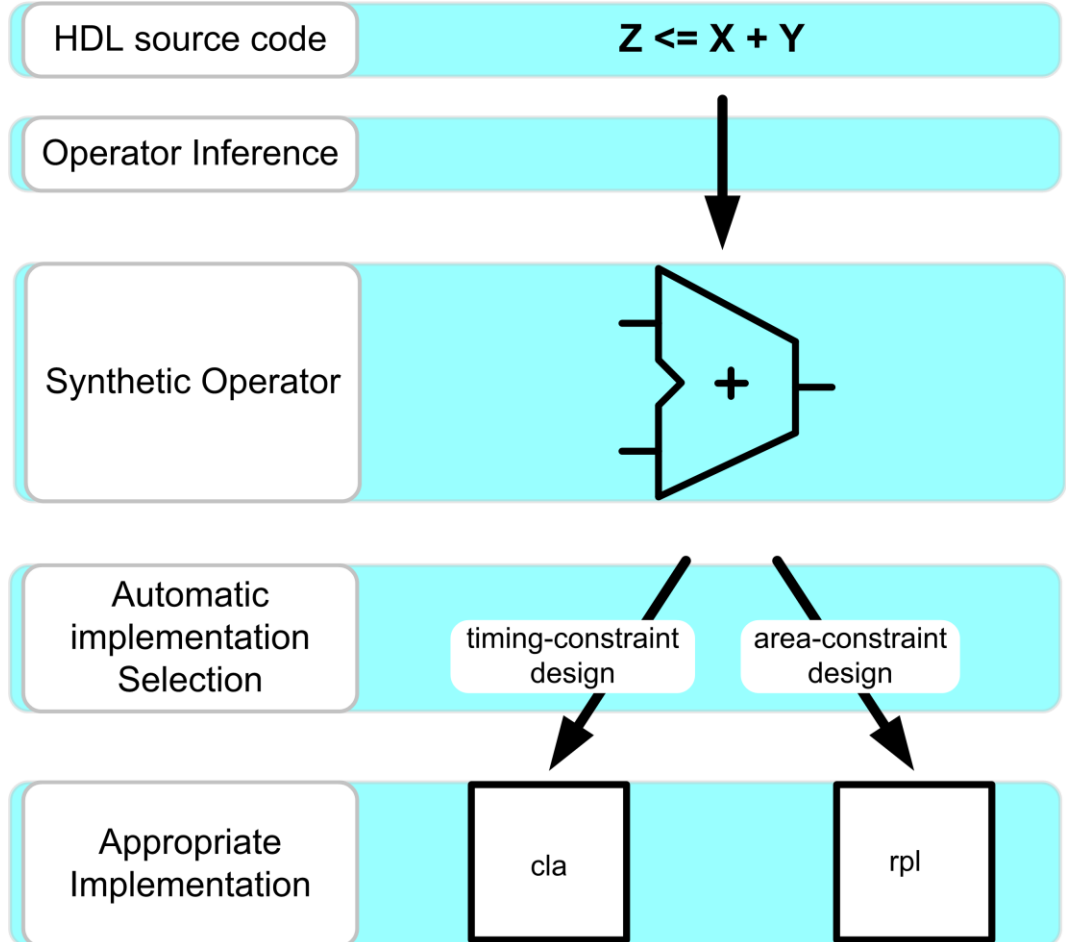 HDL source code
Z <= X + Y
Operator Inference
Synthetic Operator
+
Automatic
implementation
Selection
timing-constraint
design
area-constraint
design
Appropriate
Implementation
cla
rpl